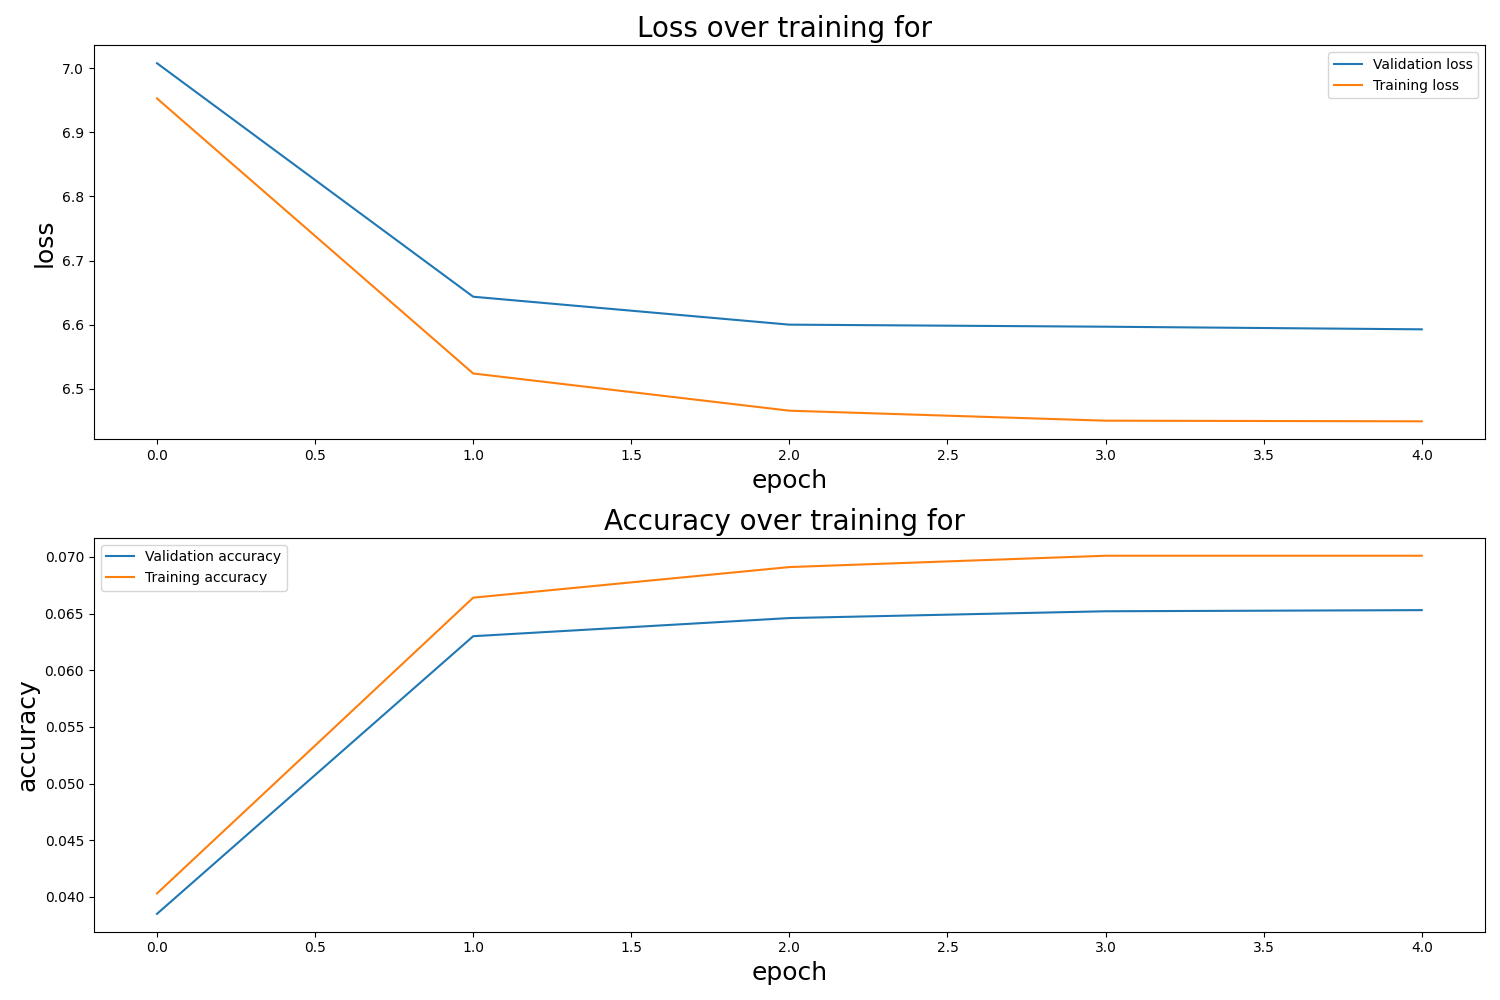 Loss over training for
7.0
6.9
6.8
6.7
6.6
6.5
loss
Validation loss
Training loss
0.0 0.5 1.0 1.5 2.0 2.5 3.0 3.5 4.0
epoch
Accuracy over training for
0.070
0.065
0.060
0.055
0.050
0.045
0.040
accuracy
Validation accuracy
Training accuracy
0.0 0.5 1.0 1.5 2.0 2.5 3.0 3.5 4.0
epoch